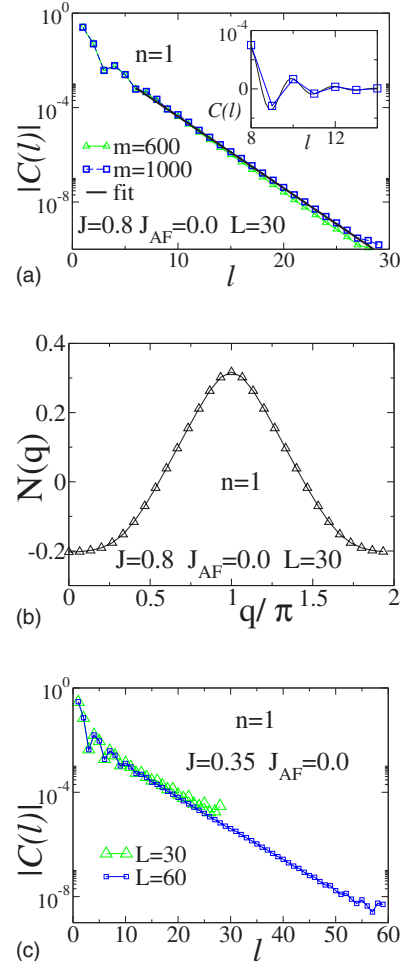 10^0
10^-4
10^-8
|C(l)|
n=1
m=600
m=1000
fit
J=0.8 J_AF=0.0 L=30
10^-4
0
C(l)
8 l 12
0 10 20 30
l
(a)
0.4
0.2
0
-0.2
N(q)
n=1
J=0.8 J_AF=0.0 L=30
0 0.5 1 1.5 2
q/π
(b)
10^0
10^-4
10^-8
|C(l)|
n=1
J=0.35 J_AF=0.0
L=30
L=60
0 10 20 30 40 50 60
l
(c)